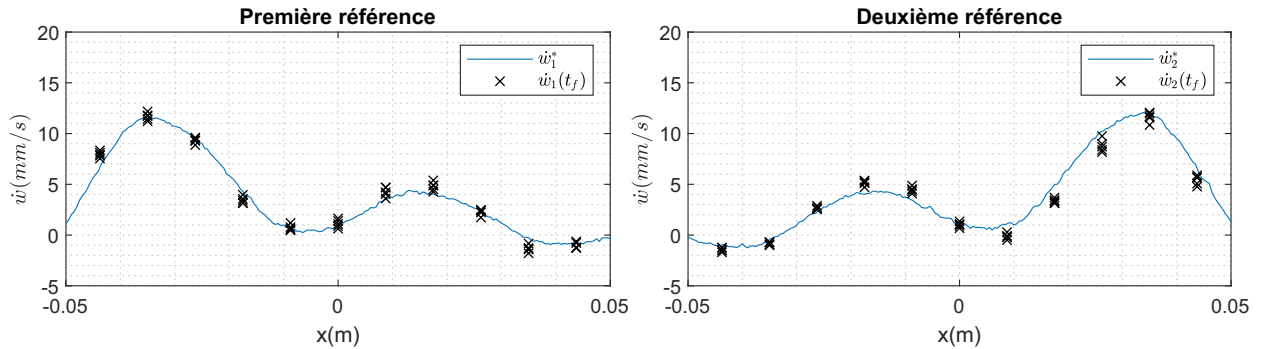 Première référence
20
15
10
5
0
-5
-0.05
0
0.05
x(m)
ẇ(mm/s)
ẇ₁*
ẇ₁(t_f)
Deuxième référence
20
15
10
5
0
-5
-0.05
0
0.05
x(m)
ẇ(mm/s)
ẇ₂*
ẇ₂(t_f)